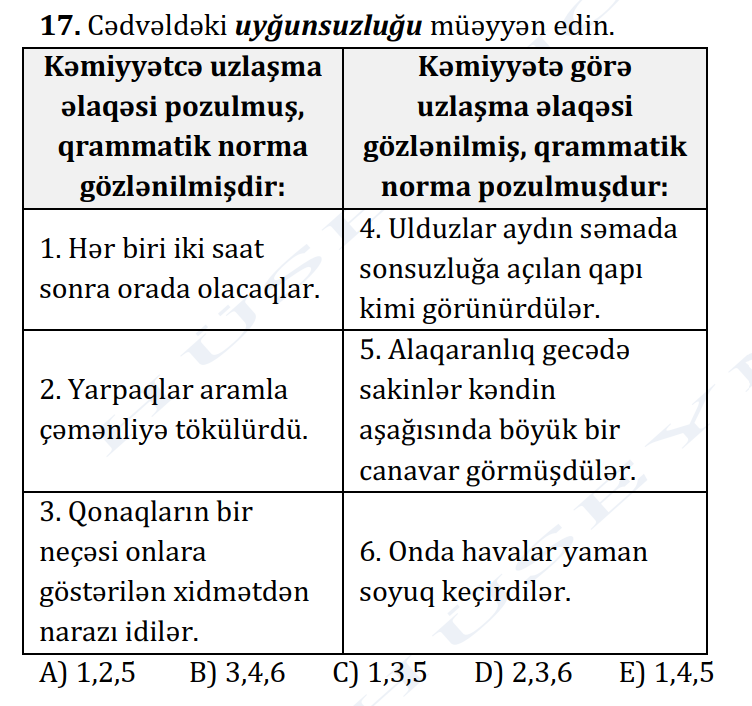 17. Cədvəldəki uyğunsuzluğu müəyyən edin.
Kəmiyyətcə uzlaşma
əlaqəsi pozulmuş,
qrammatik norma
gözlənilmişdir:
Kəmiyyətə görə
uzlaşma əlaqəsi
gözlənilmiş, qrammatik
norma pozulmuşdur:
1. Hər biri iki saat
sonra orada olacaqlar.
4. Ulduzlar aydın səmada
sonsuzluğa açılan qapı
kimi görünürdülər.
2. Yarpaqlar aramla
çəmənliyə tökülürdü.
5. Alaqaranlıq gecədə
sakinlər kəndin
aşağısında böyük bir
canavar görmüşdülər.
3. Qonaqların bir
neçəsi onlara
göstərilən xidmətdən
narazı idilər.
6. Onda havalar yaman
soyuq keçirdilər.
A) 1,2,5 B) 3,4,6 C) 1,3,5 D) 2,3,6 E) 1,4,5